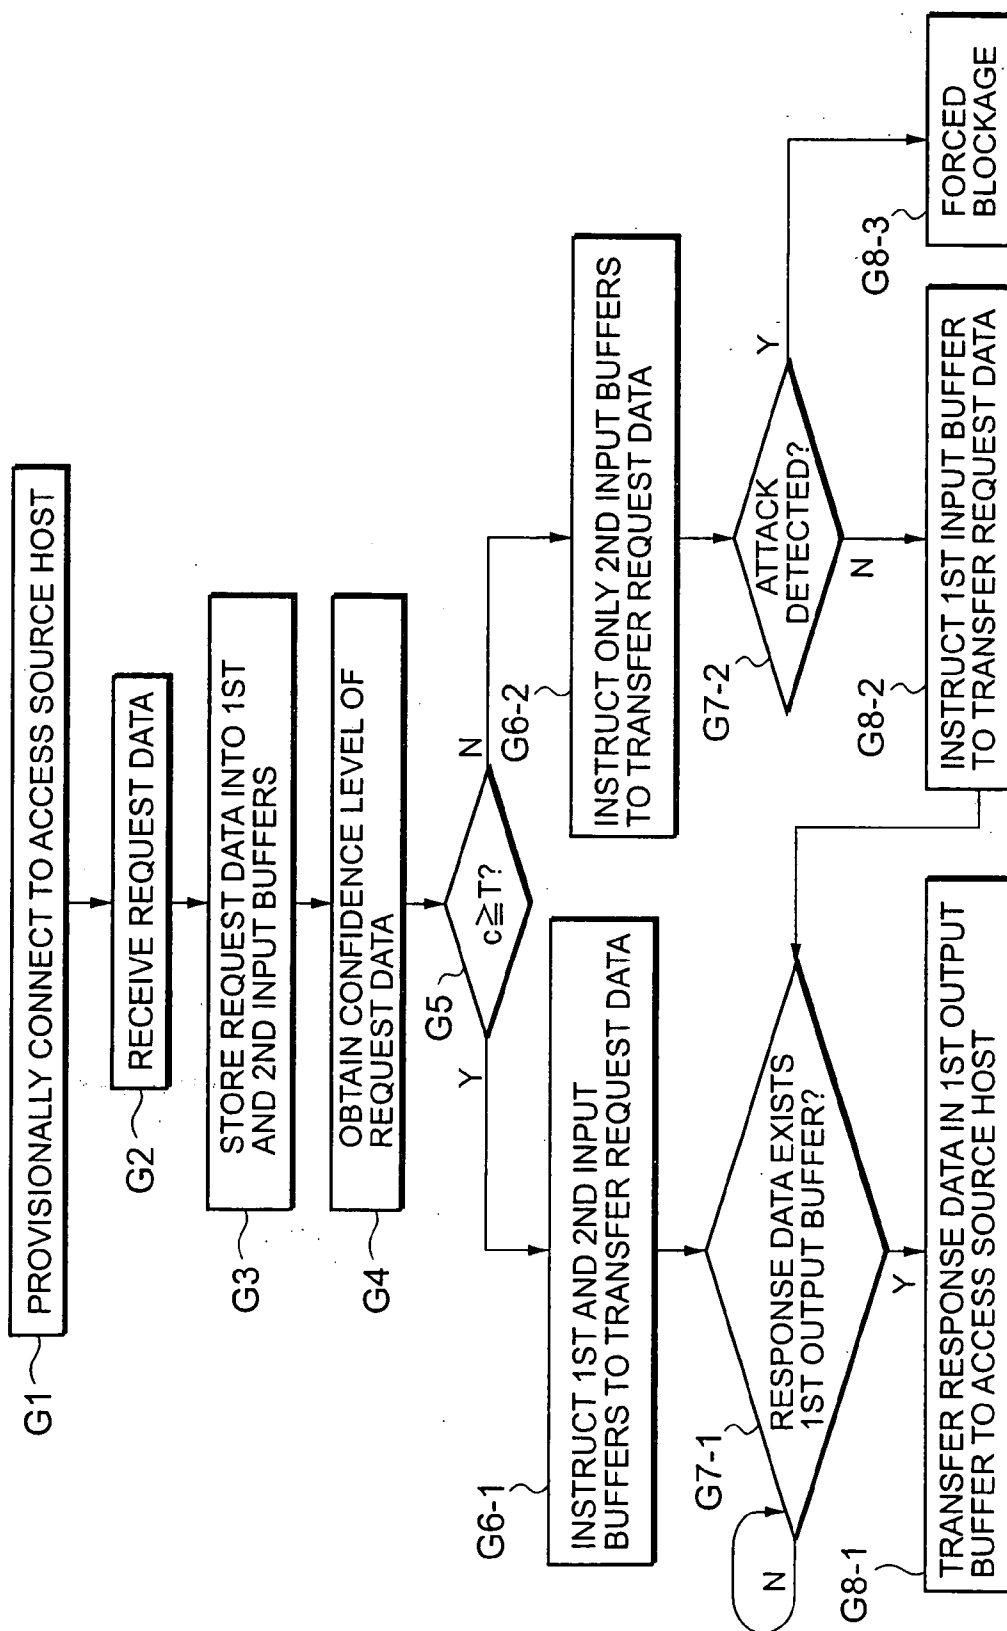 G1
PROVISIONALLY CONNECT TO ACCESS SOURCE HOST
G2
RECEIVE REQUEST DATA
G3
STORE REQUEST DATA INTO 1ST
AND 2ND INPUT BUFFERS
G4
OBTAIN CONFIDENCE LEVEL OF
REQUEST DATA
G5
c≧T?
Y
N
G6-1
INSTRUCT 1ST AND 2ND INPUT
BUFFERS TO TRANSFER REQUEST DATA
G6-2
INSTRUCT ONLY 2ND INPUT BUFFERS
TO TRANSFER REQUEST DATA
G7-1
RESPONSE DATA EXISTS
1ST OUTPUT BUFFER?
N
Y
G7-2
ATTACK
DETECTED?
Y
N
G8-1
TRANSFER RESPONSE DATA IN 1ST OUTPUT
BUFFER TO ACCESS SOURCE HOST
G8-2
INSTRUCT 1ST INPUT BUFFER
TO TRANSFER REQUEST DATA
G8-3
FORCED
BLOCKAGE